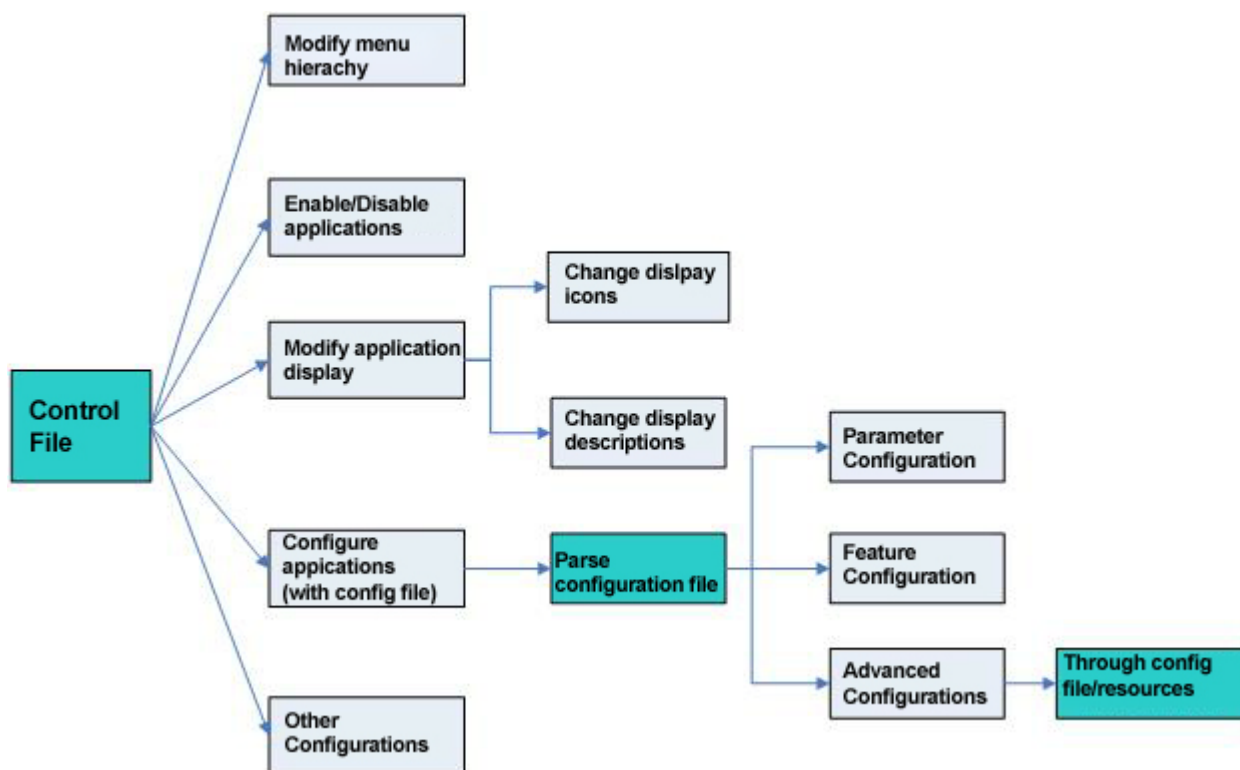 Modify menu
hierachy
Enable/Disable
applications
Change dislpay
icons
Modify application
display
Control
File
Change display
descriptions
Parameter
Configuration
Configure
appications
(with config file)
Parse
configuration file
Feature
Configuration
Advanced
Configurations
Through config
file/resources
Other
Configurations